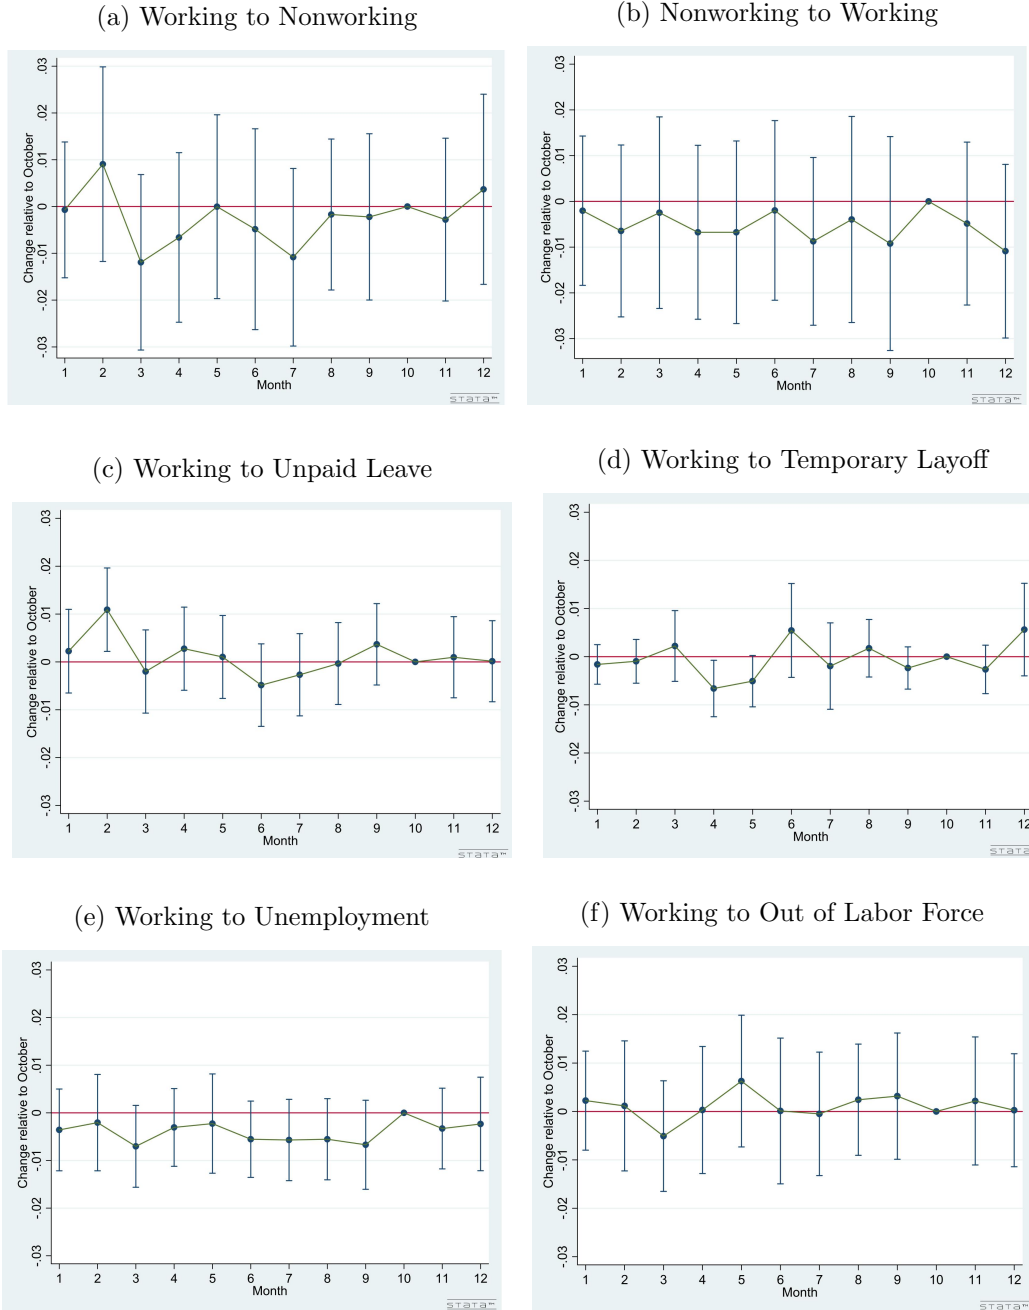 (a) Working to Nonworking
Change relative to October
.03
.02
.01
0
-.01
-.02
-.03
1 2 3 4 5 6 7 8 9 10 11 12
Month
STATA™
(b) Nonworking to Working
Change relative to October
.03
.02
.01
0
-.01
-.02
-.03
1 2 3 4 5 6 7 8 9 10 11 12
Month
STATA™
(c) Working to Unpaid Leave
Change relative to October
.03
.02
.01
0
-.01
-.02
-.03
1 2 3 4 5 6 7 8 9 10 11 12
Month
STATA™
(d) Working to Temporary Layoff
Change relative to October
.03
.02
.01
0
-.01
-.02
-.03
1 2 3 4 5 6 7 8 9 10 11 12
Month
STATA
(e) Working to Unemployment
Change relative to October
.03
.02
.01
0
-.01
-.02
-.03
1 2 3 4 5 6 7 8 9 10 11 12
Month
STATA™
(f) Working to Out of Labor Force
Change relative to October
.03
.02
.01
0
-.01
-.02
-.03
1 2 3 4 5 6 7 8 9 10 11 12
Month
STATA™